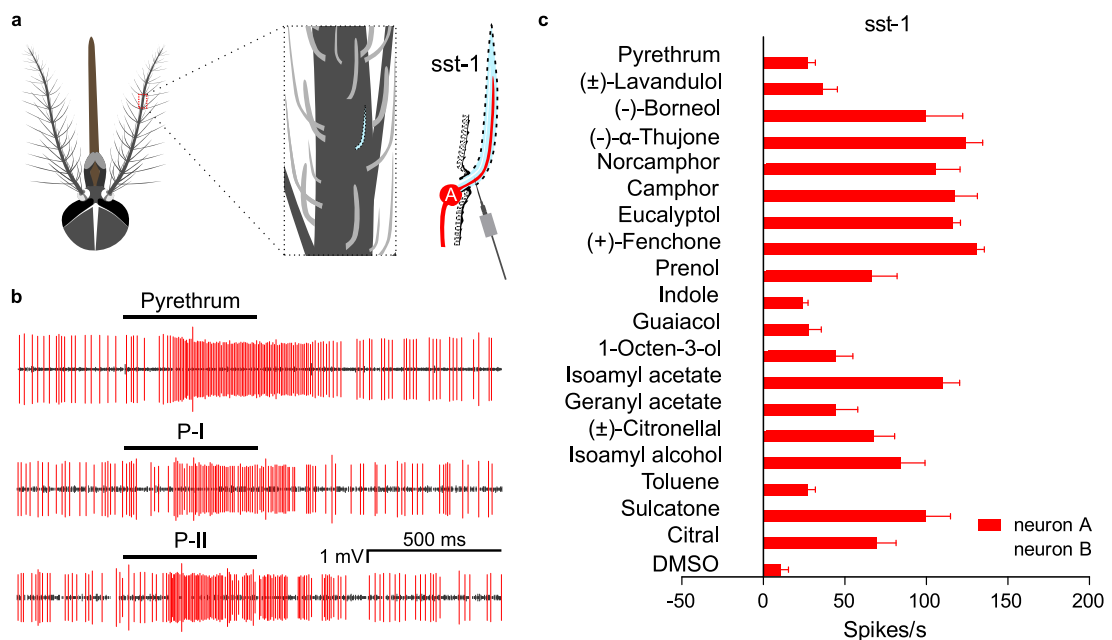 a
sst-1
A
b
Pyrethrum
P-I
P-II
1 mV
500 ms
c
sst-1
Pyrethrum
(±)-Lavandulol
(-)-Borneol
(-)-α-Thujone
Norcamphor
Camphor
Eucalyptol
(+)-Fenchone
Prenol
Indole
Guaiacol
1-Octen-3-ol
Isoamyl acetate
Geranyl acetate
(±)-Citronellal
Isoamyl alcohol
Toluene
Sulcatone
Citral
DMSO
neuron A
neuron B
-50 0 50 100 150 200
Spikes/s